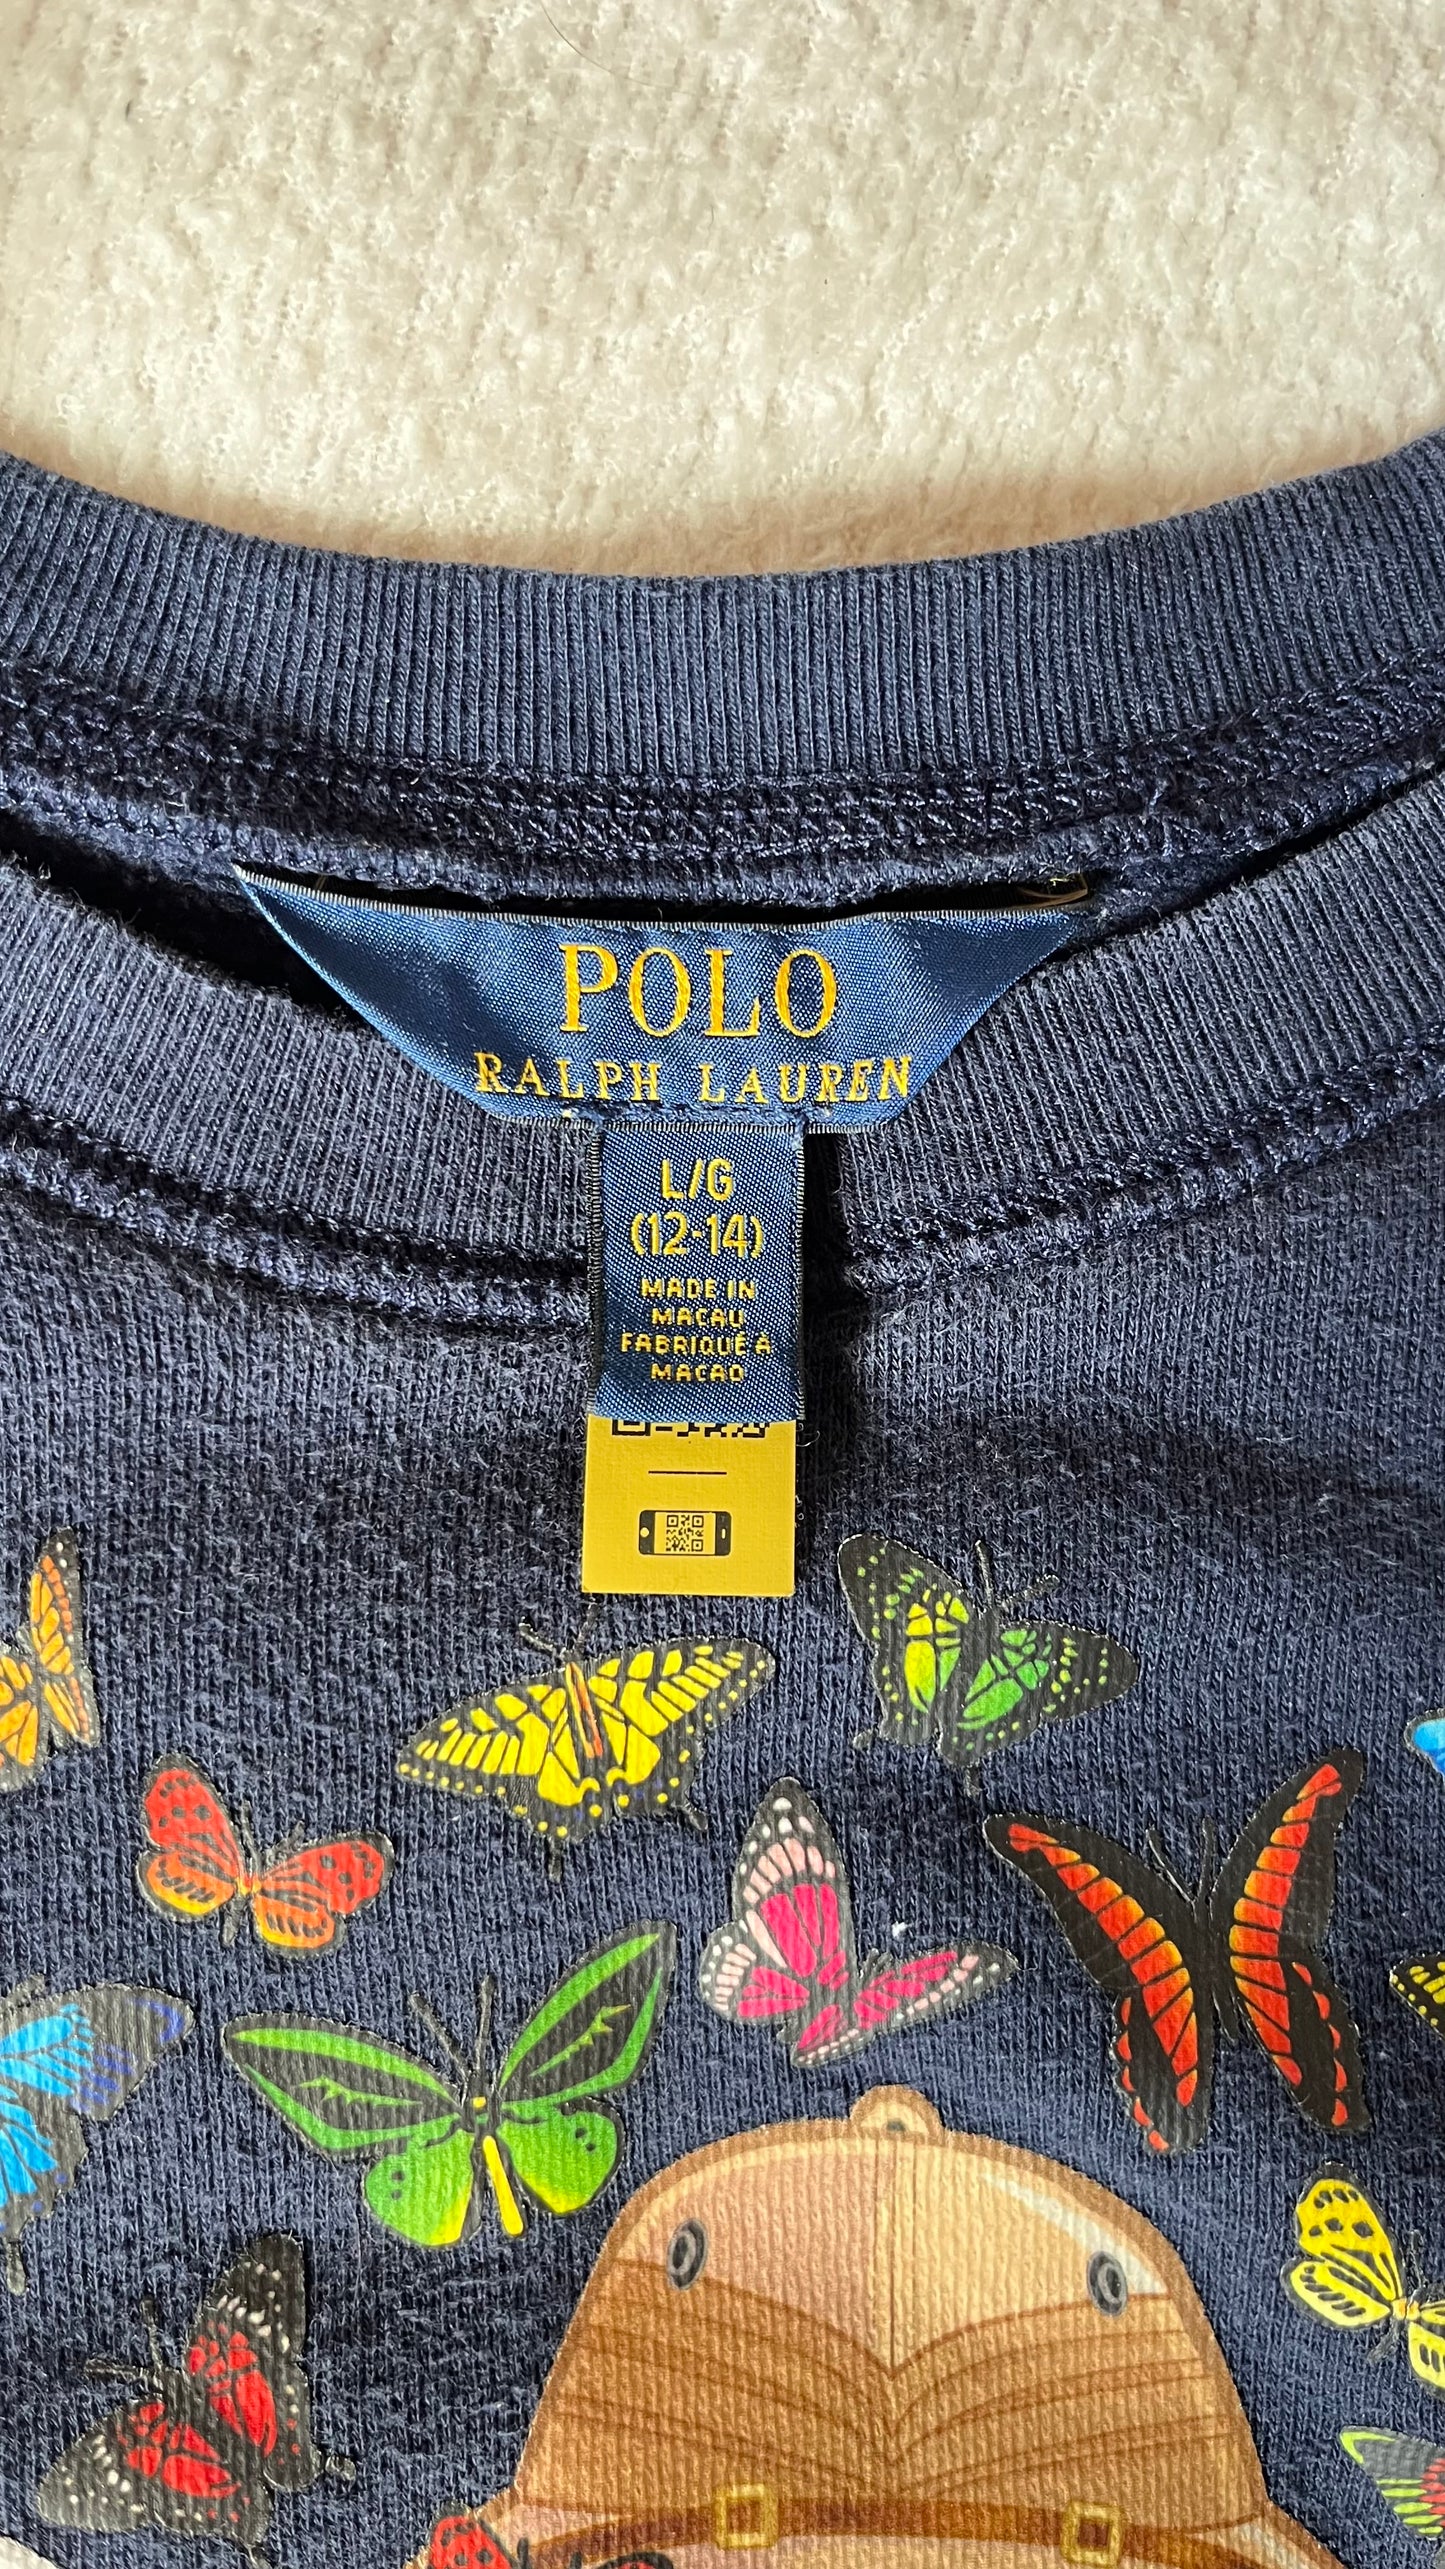 POLO
RALPH LAUREN
L/G
(12-14)
MADE IN
MACAU
FABRIQUÉ À
MACAO